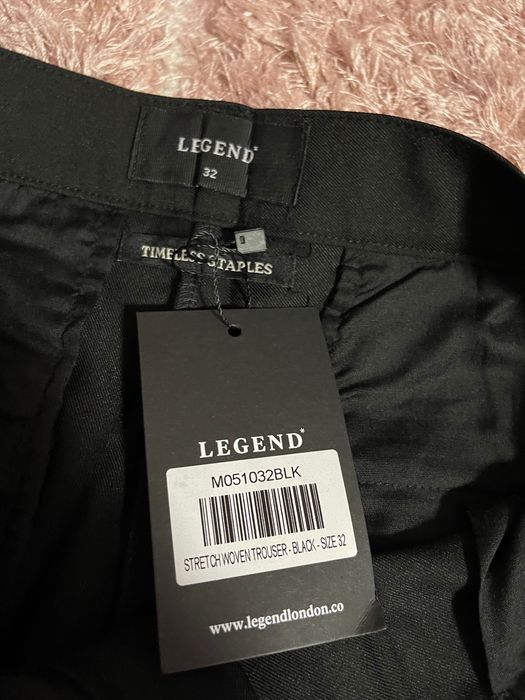 LEGEND*
32
TIMELESS STAPLES
LEGEND*
M051032BLK
STRETCH WOVEN TROUSER - BLACK - SIZE 32
www.legendlondon.co